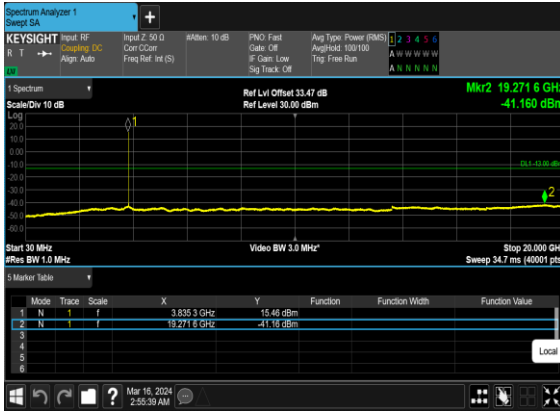 Spectrum Analyzer 1
Swept SA
+
KEYSIGHT Input: RF Input Z: 50 Ω #Atten: 10 dB PNO: Fast Avg Type: Power (RMS) 1 2 3 4 5 6
R T Coupling: DC Corr CCorr Gate: Off Avg|Hold: 100/100 A W W W W W
Align: Auto Freq Ref: Int (S) IF Gain: Low Trig: Free Run
Sig Track: Off A N N N N N
1 Spectrum Ref Lvl Offset 33.47 dB Mkr2 19.271 6 GHz
Scale/Div 10 dB Ref Level 30.00 dBm -41.160 dBm
Log
20.0
10.0
0.00
-10.0
-20.0
-30.0
-40.0
-50.0
-60.0
1
DL1 -13.00 dBm
2
Start 30 MHz Video BW 3.0 MHz* Stop 20.000 GHz
#Res BW 1.0 MHz Sweep 34.7 ms (40001 pts)
5 Marker Table
Mode Trace Scale X Y Function Function Width Function Value
1 N 1 f 3.835 3 GHz 15.46 dBm
2 N 1 f 19.271 6 GHz -41.16 dBm
3
4
5
6
Local
? Mar 16, 2024
2:55:39 AM